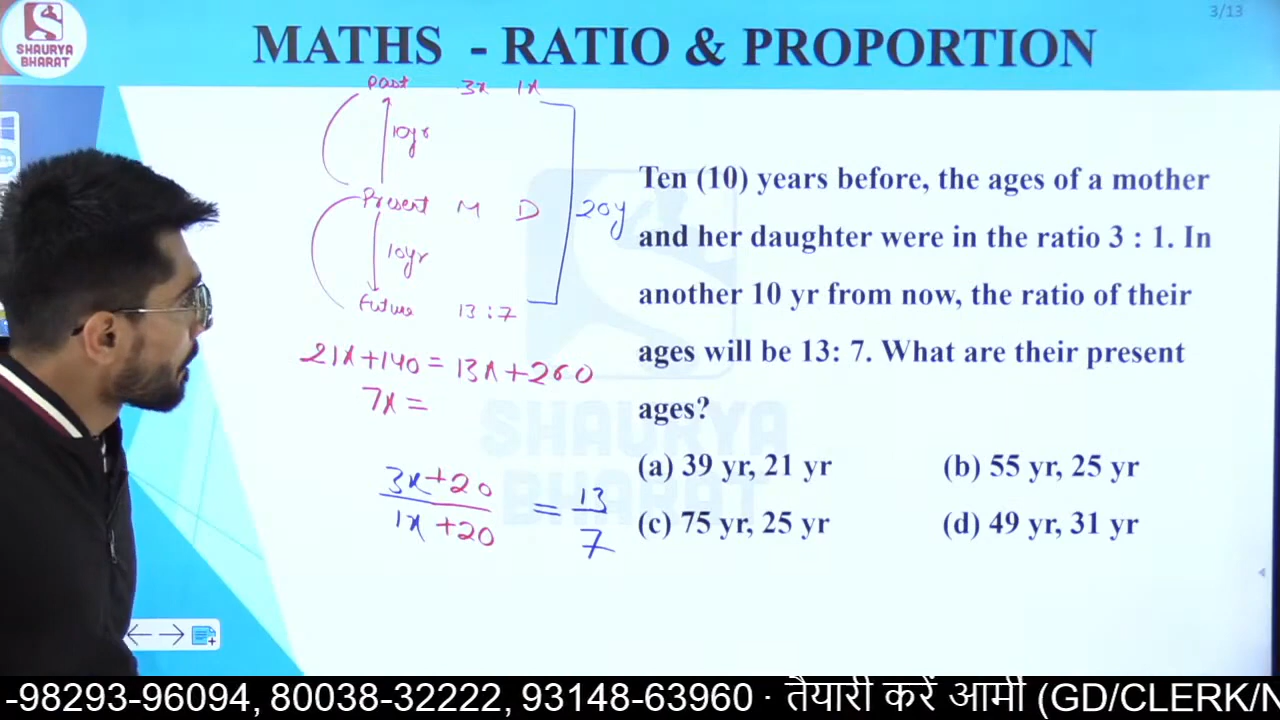 3/13
SHAURYA
BHARAT
MATHS - RATIO & PROPORTION
Past 3x 1x
10yr
Present M D
20y
10yr
Future 13 : 7
21x+140 = 13x+260
7x =
3x+20
1x +20
= 13
7
Ten (10) years before, the ages of a mother
and her daughter were in the ratio 3 : 1. In
another 10 yr from now, the ratio of their
ages will be 13: 7. What are their present
ages?
(a) 39 yr, 21 yr (b) 55 yr, 25 yr
(c) 75 yr, 25 yr (d) 49 yr, 31 yr
SHAURYA
BHARAT
-98293-96094, 80038-32222, 93148-63960 · तैयारी करें आर्मी (GD/CLERK/N